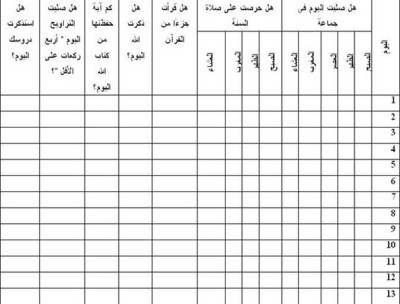 اليوم
هل صليت اليوم فى
جماعة
الصبح
الظهر
العصر
المغرب
العشاء
هل حرصت على صلاة
السنة
الصبح
الظهر
المغرب
العشاء
هل قرأت
جزءا من
القرآن
هل
ذكرت
الله
اليوم؟
كم آية
حفظتها
من
كتاب
الله
اليوم؟
هل صليت
التراويح
اليوم " أربع
ركعات على
الأقل "؟
هل
استذكرت
دروسك
اليوم؟
1
2
3
4
5
6
7
8
9
10
11
12
13